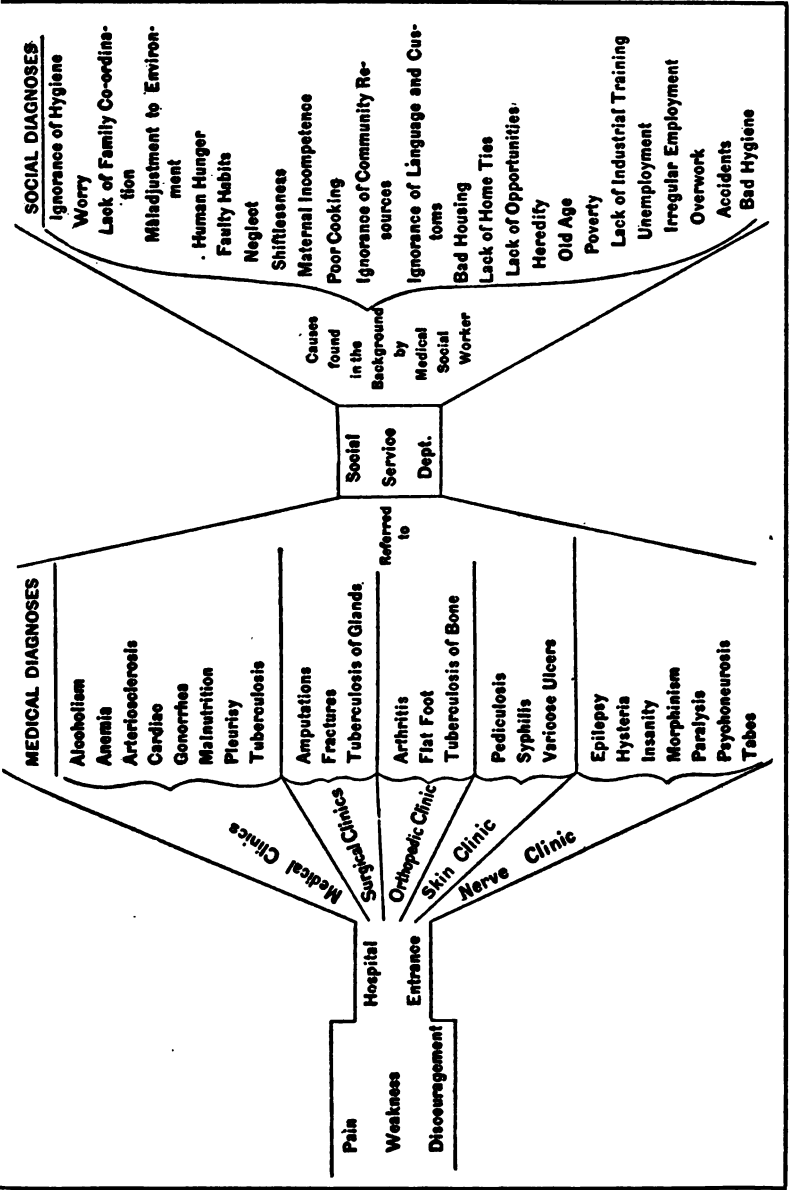 Pain
Weakness
Discouragement
Hospital
Entrance
Medical Clinics
Surgical Clinics
Orthopedic Clinic
Skin Clinic
Nerve Clinic
MEDICAL DIAGNOSES
Alcoholism
Anemia
Arteriosclerosis
Cardiac
Gonorrhea
Malnutrition
Pleurisy
Tuberculosis
Amputations
Fractures
Tuberculosis of Glands
Arthritis
Flat Foot
Tuberculosis of Bone
Pediculosis
Syphilis
Varicose Ulcers
Epilepsy
Hysteria
Insanity
Morphinism
Paralysis
Psychoneurosis
Tabes
Referred
to
Social
Service
Dept.
Causes
found
in the
Background
by
Medical
Social
Worker
SOCIAL DIAGNOSES
Ignorance of Hygiene
Worry
Lack of Family Co-ordina-
tion
Maladjustment to Environ-
ment
Human Hunger
Faulty Habits
Neglect
Shiftlessness
Maternal Incompetence
Poor Cooking
Ignorance of Community Re-
sources
Ignorance of Language and Cus-
toms
Bad Housing
Lack of Home Ties
Lack of Opportunities
Heredify
Old Age
Poverty
Lack of Industrial Training
Unemployment
Irregular Employment
Overwork
Accidents
Bad Hygiene